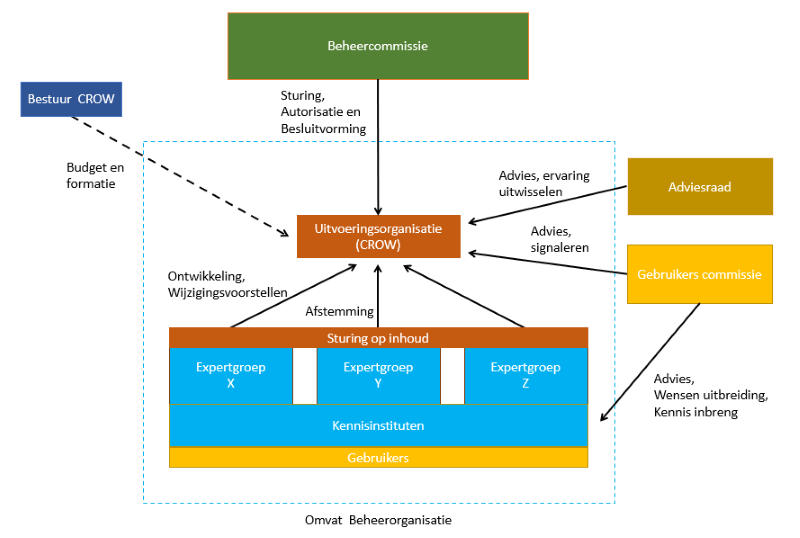 Beheercommissie
Bestuur CROW
Sturing,
Autorisatie en
Besluitvorming
Budget en
formatie
Advies, ervaring
uitwisselen
Adviesraad
Uitvoeringsorganisatie
(CROW)
Advies,
signaleren
Gebruikers commissie
Ontwikkeling,
Wijzigingsvoorstellen
Afstemming
Sturing op inhoud
Expertgroep
X
Expertgroep
Y
Expertgroep
Z
Advies,
Wensen uitbreiding,
Kennis inbreng
Kennisinstituten
Gebruikers
Omvat Beheerorganisatie